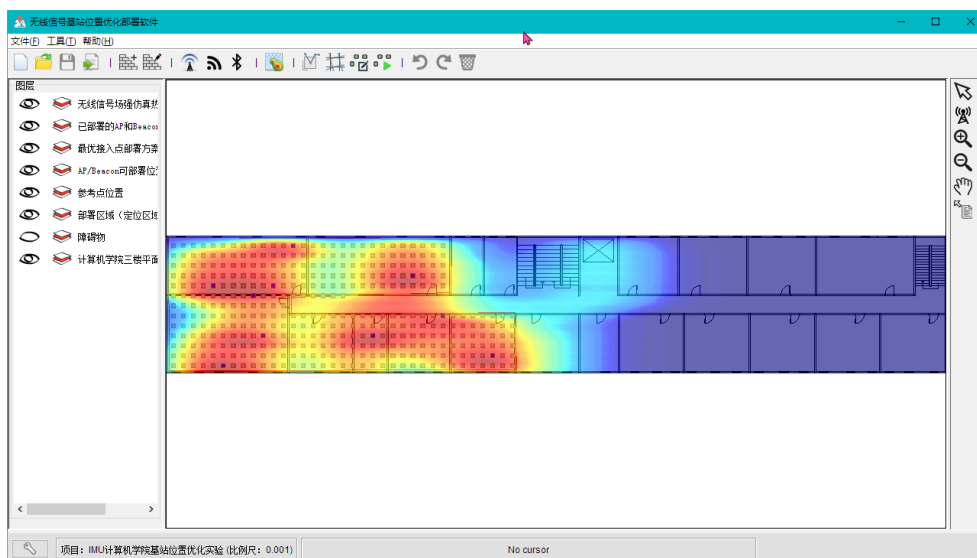 无线信号基站位置优化部署软件
文件(F) 工具(T) 帮助(H)
图层
无线信号场强仿真热
已部署的AP和Beacon
最优接入点部署方案
AP/Beacon可部署位
参考点位置
部署区域（定位区域
障碍物
计算机学院三楼平面
项目：IMU计算机学院基站位置优化实验 (比例尺：0.001)
No cursor